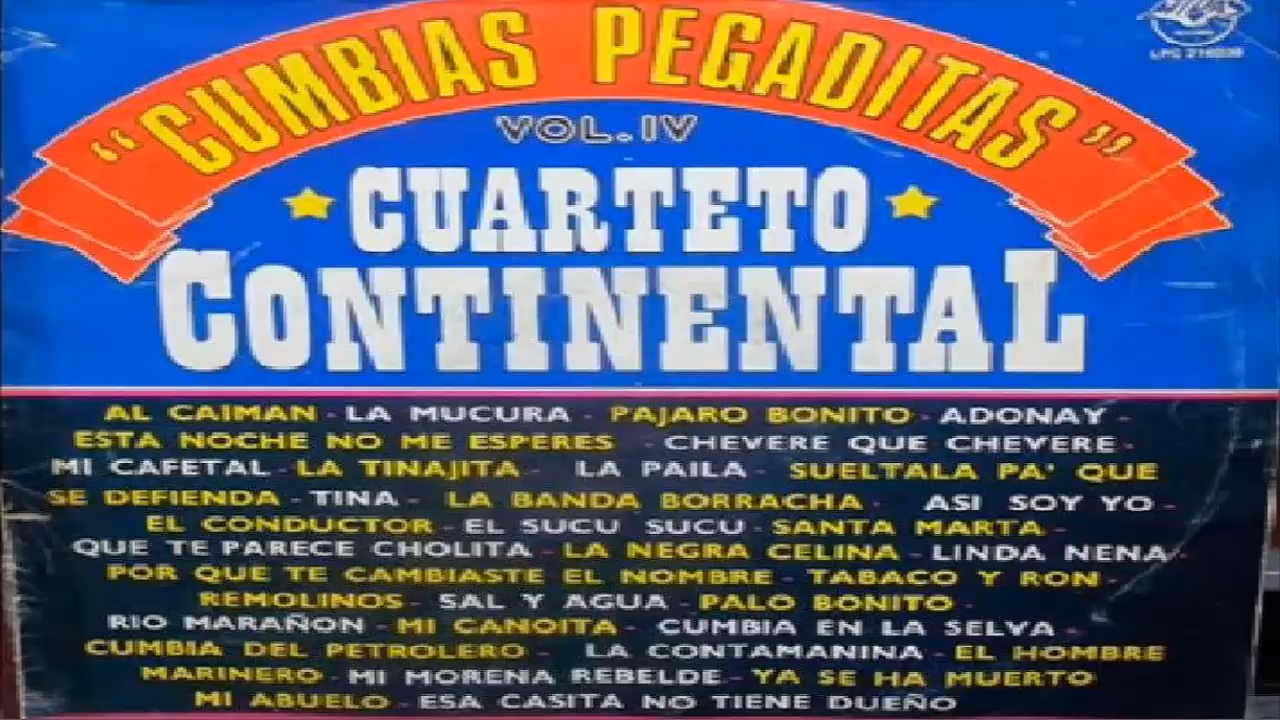 "CUMBIAS PEGADITAS"
VOL. IV
CUARTETO
CONTINENTAL
AL CAIMAN - LA MUCURA - PAJARO BONITO - ADONAY -
ESTA NOCHE NO ME ESPERES - CHEVERE QUE CHEVERE -
MI CAFETAL - LA TINAJITA - LA PAILA - SUELTALA PA' QUE
SE DEFIENDA - TINA - LA BANDA BORRACHA - ASI SOY YO -
EL CONDUCTOR - EL SUCU SUCU - SANTA MARTA -
QUE TE PARECE CHOLITA - LA NEGRA CELINA - LINDA NENA -
POR QUE TE CAMBIASTE EL NOMBRE - TABACO Y RON -
REMOLINOS - SAL Y AGUA - PALO BONITO -
RIO MARAÑON - MI CANOITA - CUMBIA EN LA SELVA -
CUMBIA DEL PETROLERO - LA CONTAMANINA - EL HOMBRE
MARINERO - MI MORENA REBELDE - YA SE HA MUERTO
MI ABUELO - ESA CASITA NO TIENE DUEÑO